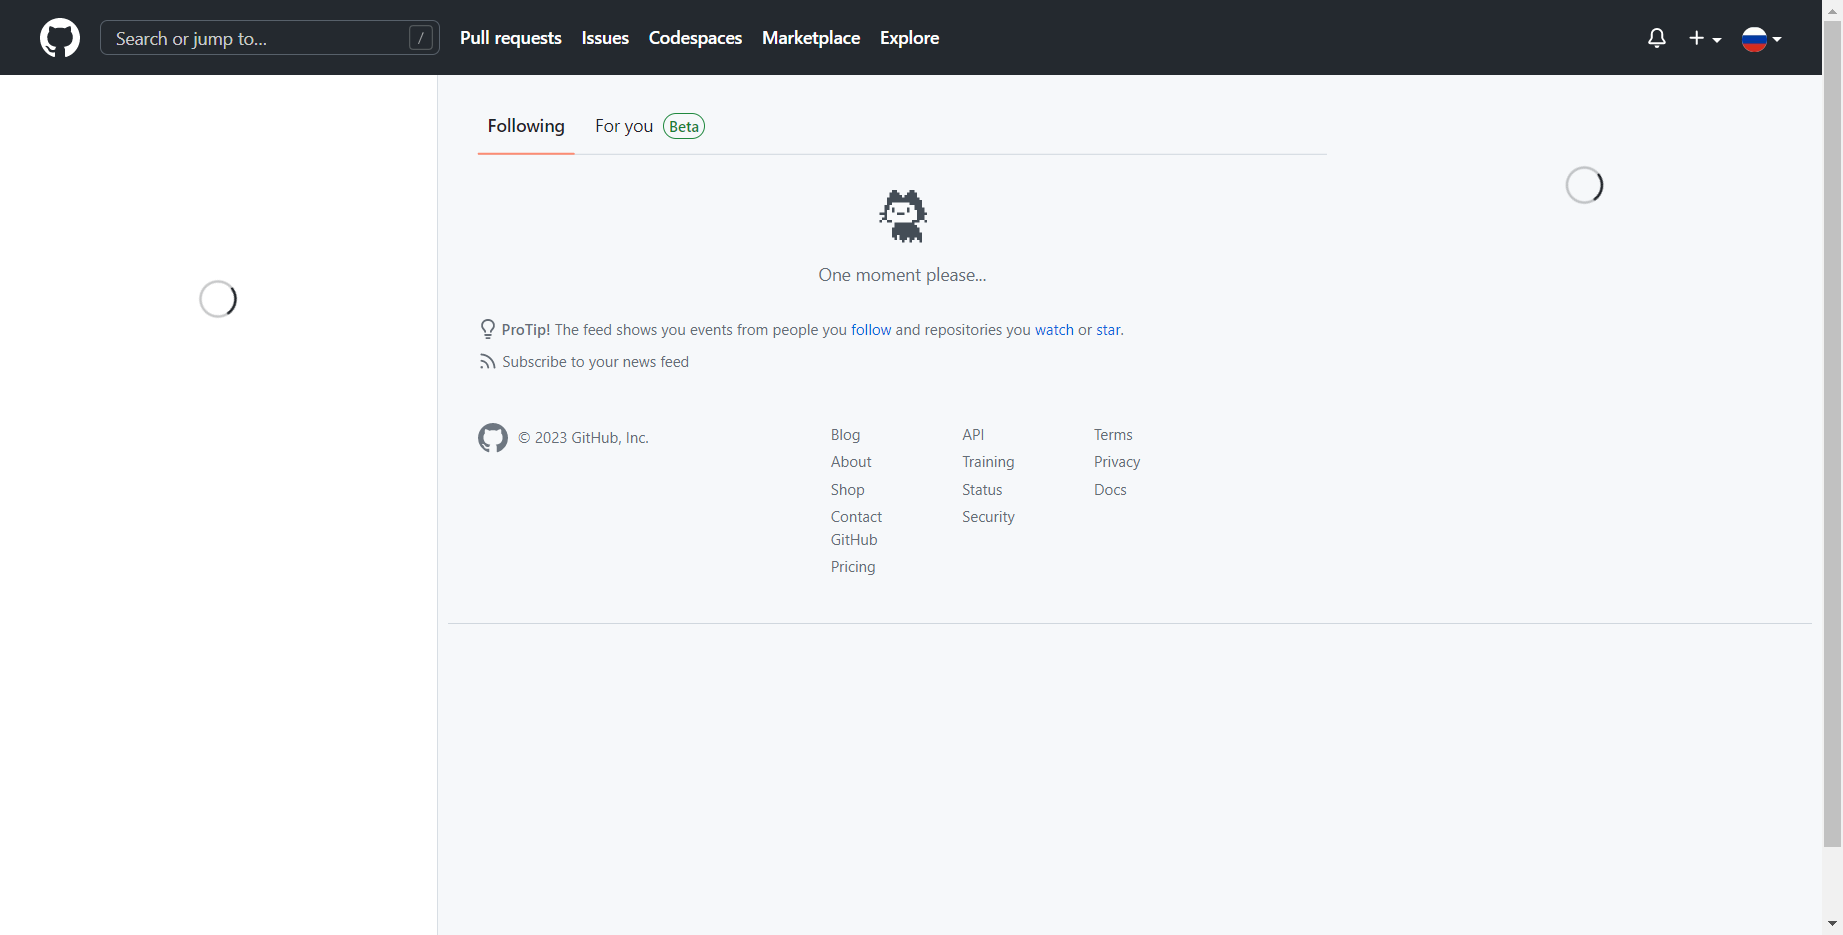 Search or jump to... /
Pull requests Issues Codespaces Marketplace Explore
Following For you Beta
One moment please...
ProTip! The feed shows you events from people you follow and repositories you watch or star.
Subscribe to your news feed
© 2023 GitHub, Inc.
Blog
About
Shop
Contact
GitHub
Pricing
API
Training
Status
Security
Terms
Privacy
Docs